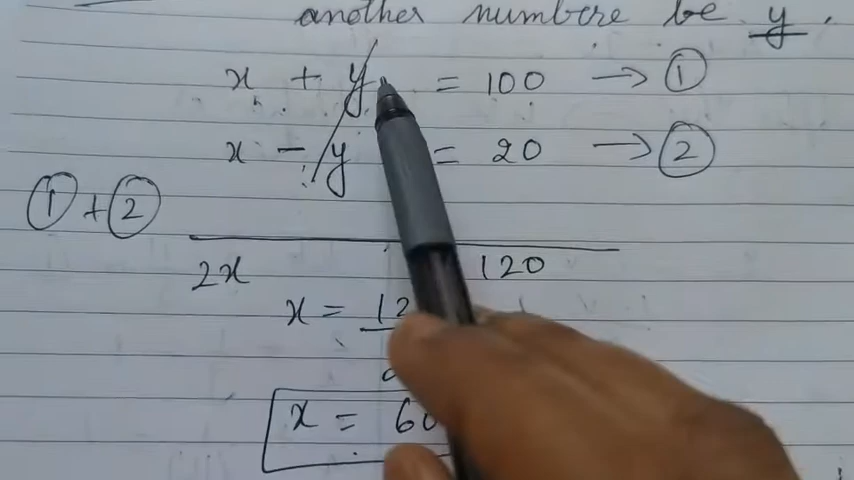 another numbere be y.
x + y = 100 → ①
x - y = 20 → ②
① + ②
2x 120
x = 12
x = 60